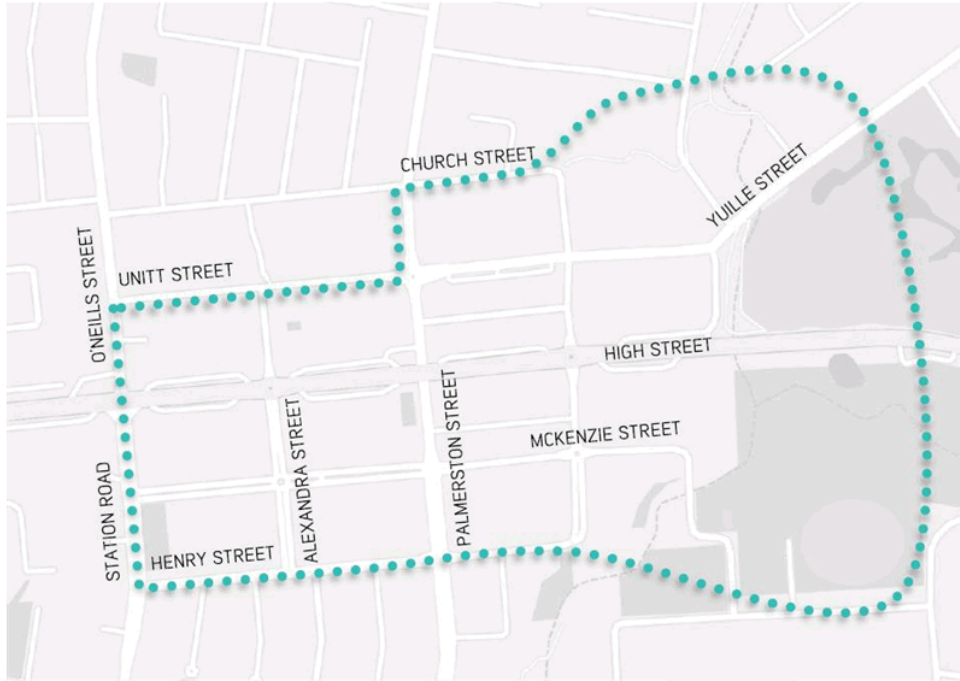 CHURCH STREET
YUILLE STREET
O'NEILLS STREET
UNITT STREET
HIGH STREET
PALMERSTON STREET
ALEXANDRA STREET
MCKENZIE STREET
STATION ROAD
HENRY STREET